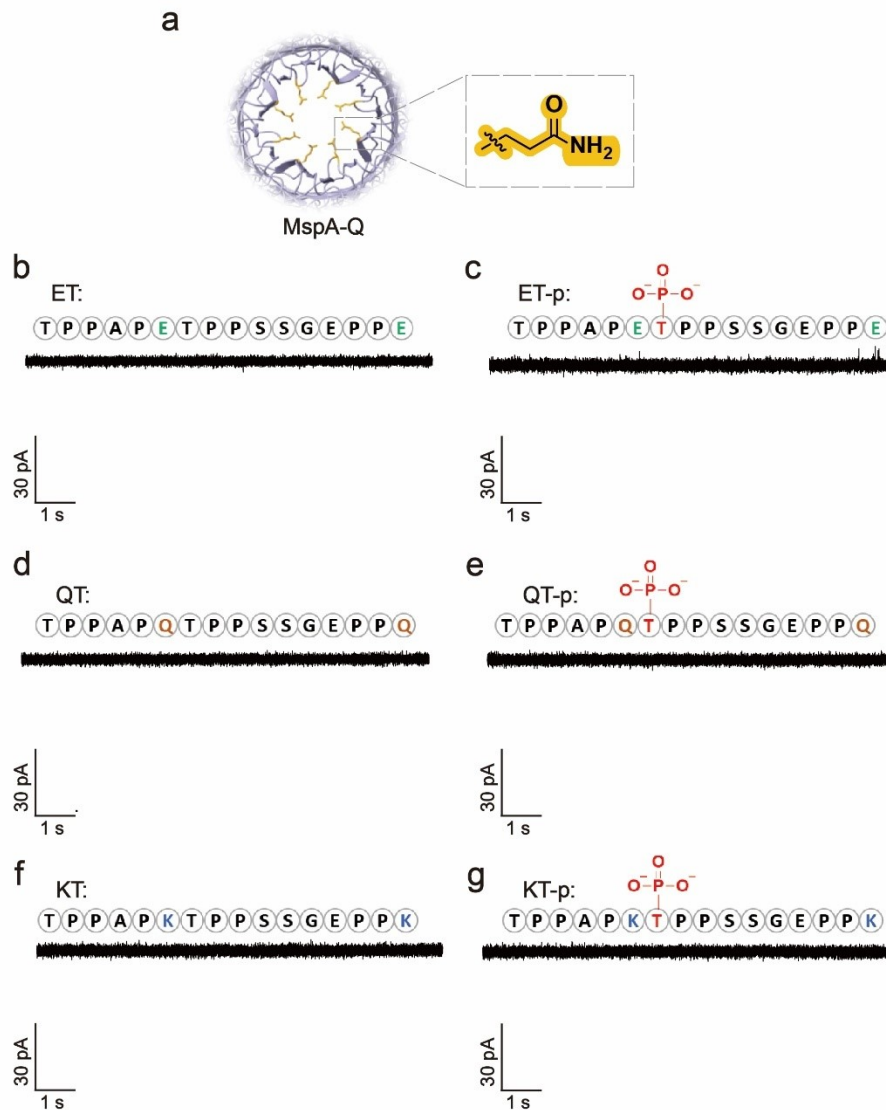 a
O
NH2
MspA-Q
b
ET:
TPPAPETPPSSGEPPE
30 pA
1 s
c
ET-p:
O
O⁻ P O⁻
TPPAPETPPSSGEPPE
30 pA
1 s
d
QT:
TPPAPQTPPSSGEPPQ
30 pA
1 s
e
QT-p:
O
O⁻ P O⁻
TPPAPQTPPSSGEPPQ
30 pA
1 s
f
KT:
TPPAPKTPPSSGEPPK
30 pA
1 s
g
KT-p:
O
O⁻ P O⁻
TPPAPKTPPSSGEPPK
30 pA
1 s